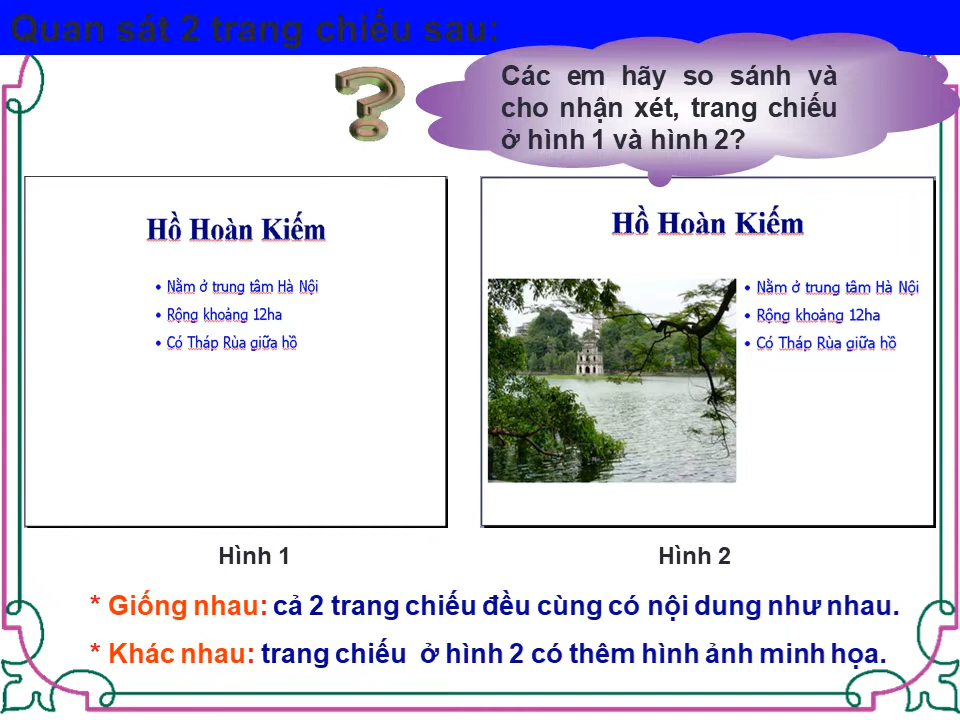 Quan sát 2 trang chiếu sau:
Các em hãy so sánh và
cho nhận xét, trang chiếu
ở hình 1 và hình 2?
Hồ Hoàn Kiếm
• Nằm ở trung tâm Hà Nội
• Rộng khoảng 12ha
• Có Tháp Rùa giữa hồ
Hình 1
Hồ Hoàn Kiếm
• Nằm ở trung tâm Hà Nội
• Rộng khoảng 12ha
• Có Tháp Rùa giữa hồ
Hình 2
* Giống nhau: cả 2 trang chiếu đều cùng có nội dung như nhau.
* Khác nhau: trang chiếu ở hình 2 có thêm hình ảnh minh họa.